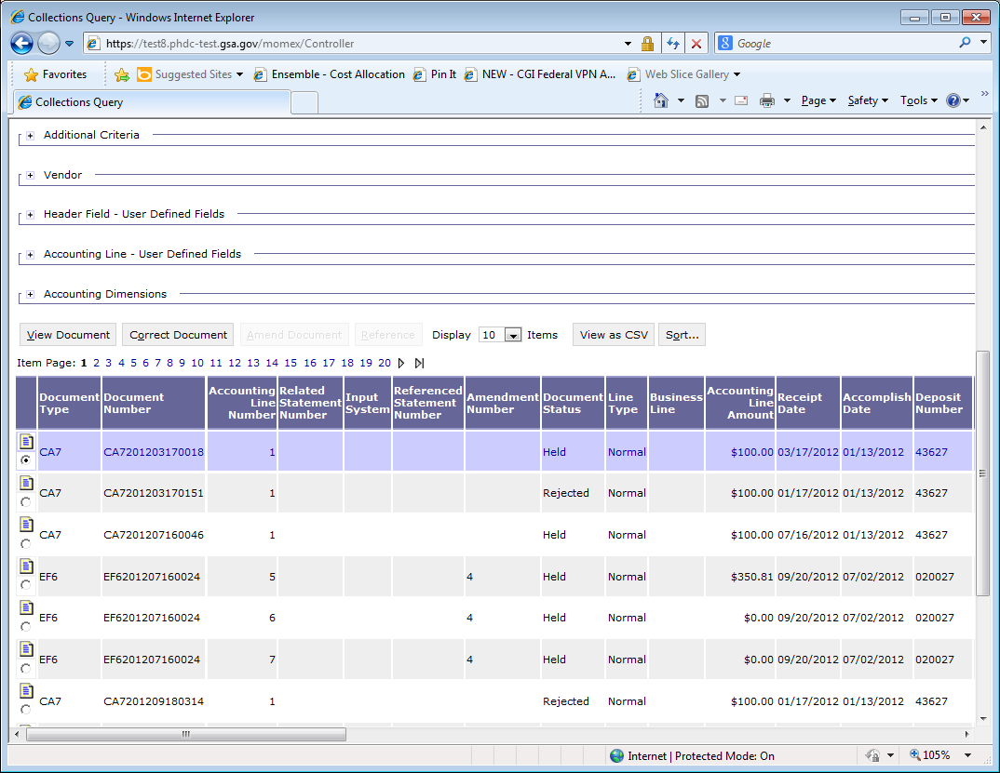 Collections Query - Windows Internet Explorer
https://test8.phdc-test.gsa.gov/momex/Controller
Google
Favorites Suggested Sites Ensemble - Cost Allocation Pin It NEW - CGI Federal VPN A... Web Slice Gallery
Collections Query Page Safety Tools
Additional Criteria
Vendor
Header Field - User Defined Fields
Accounting Line - User Defined Fields
Accounting Dimensions
View Document Correct Document Amend Document Reference Display 10 Items View as CSV Sort...
Item Page: 1 2 3 4 5 6 7 8 9 10 11 12 13 14 15 16 17 18 19 20
Document Type Document Number Accounting Line Number Related Statement Number Input System Referenced Statement Number Amendment Number Document Status Line Type Business Line Accounting Line Amount Receipt Date Accomplish Date Deposit Number
CA7 CA7201203170018 1 Held Normal $100.00 03/17/2012 01/13/2012 43627
CA7 CA7201203170151 1 Rejected Normal $100.00 01/17/2012 01/13/2012 43627
CA7 CA7201207160046 1 Held Normal $100.00 07/16/2012 01/13/2012 43627
EF6 EF6201207160024 5 4 Held Normal $350.81 09/20/2012 07/02/2012 020027
EF6 EF6201207160024 6 4 Held Normal $0.00 09/20/2012 07/02/2012 020027
EF6 EF6201207160024 7 4 Held Normal $0.00 09/20/2012 07/02/2012 020027
CA7 CA7201209180314 1 Rejected Normal $100.00 01/17/2012 01/13/2012 43627
Internet | Protected Mode: On 105%